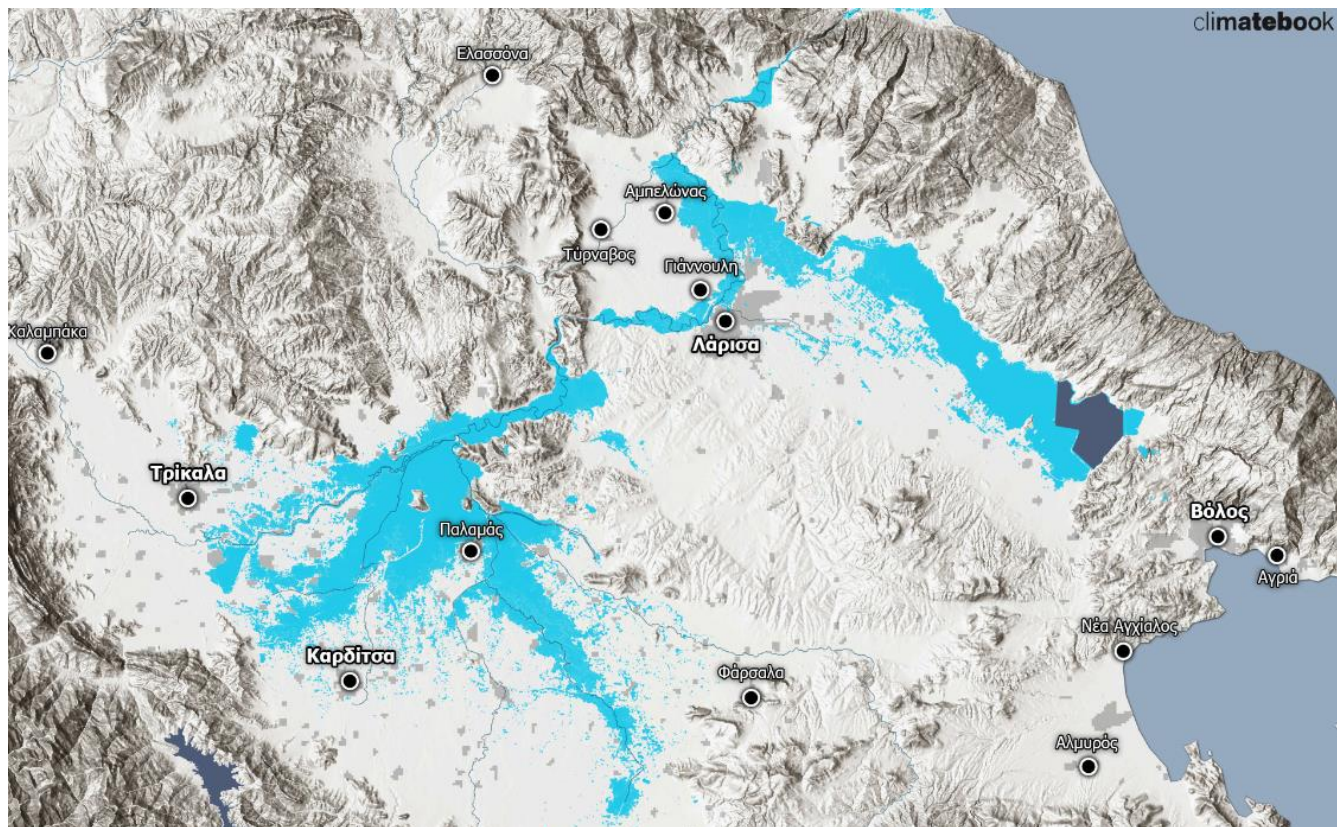 climatebook
Ελασσόνα
Αμπελώνας
Τύρναβος
Γιάννουλη
Καλαμπάκα
Λάρισα
Τρίκαλα
Παλαμάς
Βόλος
Αγριά
Νέα Αγχίαλος
Καρδίτσα
Φάρσαλα
Αλμυρός